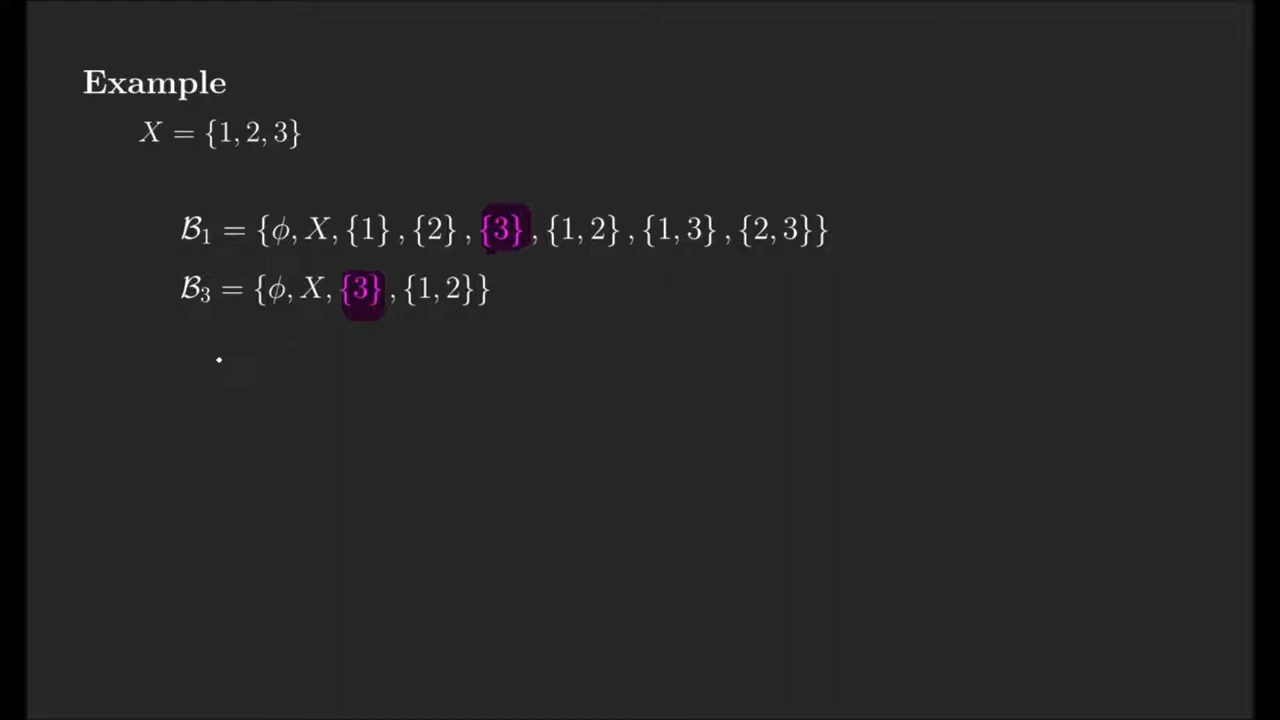 Example
X = {1, 2, 3}
ℬ₁ = {ϕ, X, {1} , {2} , {3} , {1, 2} , {1, 3} , {2, 3}}
ℬ₃ = {ϕ, X, {3} , {1, 2}}